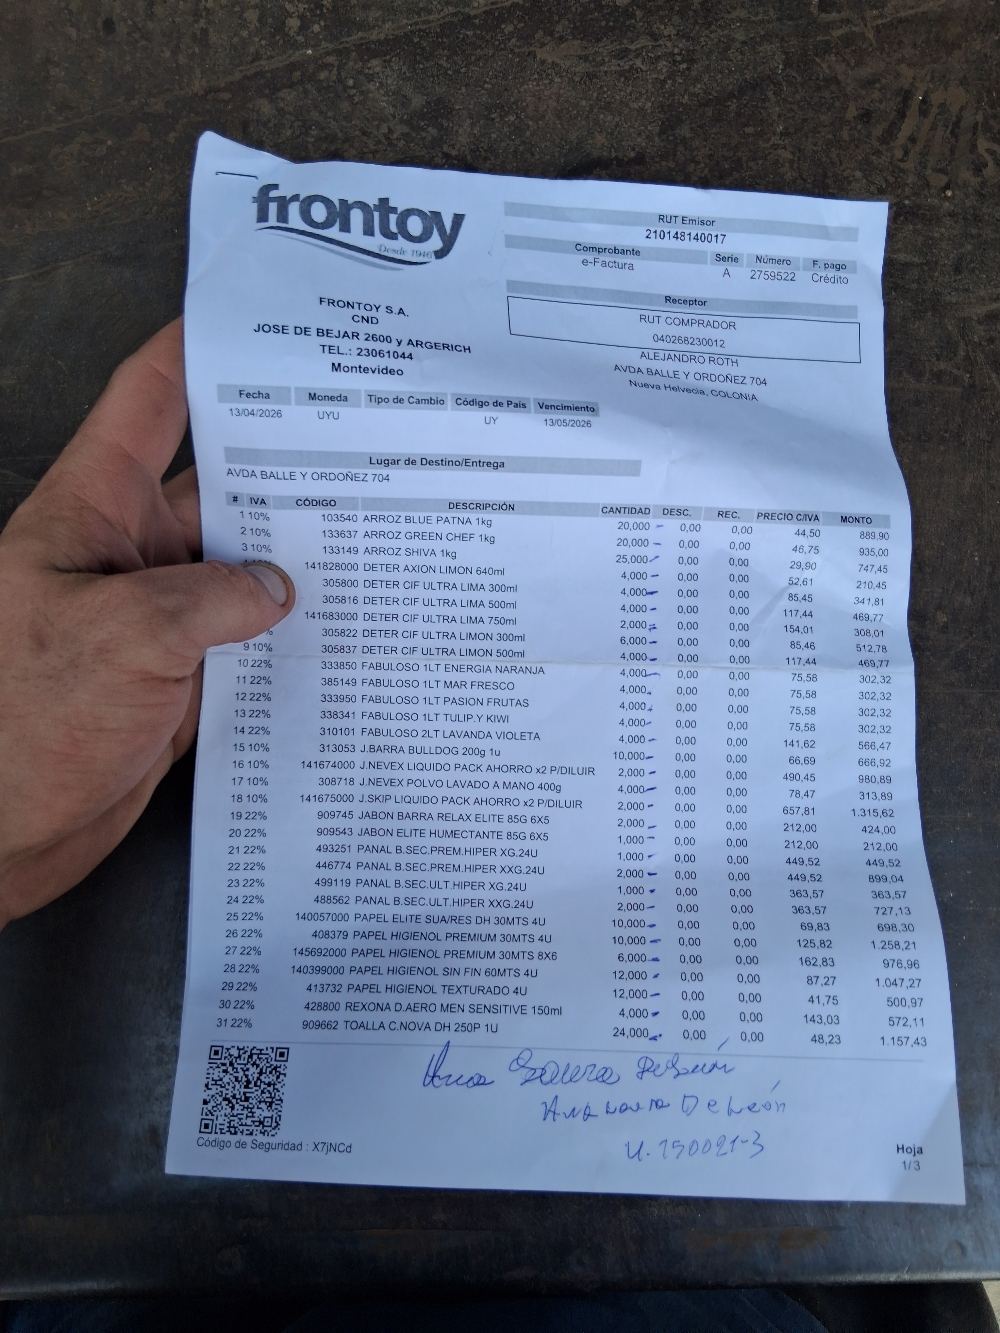 frontoy
Desde 1946
FRONTOY S.A.
CND
JOSE DE BEJAR 2600 y ARGERICH
TEL.: 23061044
Montevideo
RUT Emisor
210148140017
Comprobante Serie Número F. pago
e-Factura A 2759522 Crédito
Receptor
RUT COMPRADOR
040268230012
ALEJANDRO ROTH
AVDA BALLE Y ORDOÑEZ 704
Nueva Helvecia, COLONIA
Fecha Moneda Tipo de Cambio Código de País Vencimiento
13/04/2026 UYU UY 13/05/2026
Lugar de Destino/Entrega
AVDA BALLE Y ORDOÑEZ 704
# IVA CÓDIGO DESCRIPCIÓN CANTIDAD DESC. REC. PRECIO C/IVA MONTO
1 10% 103540 ARROZ BLUE PATNA 1kg 20,000 0,00 0,00 44,50 889,90
2 10% 133637 ARROZ GREEN CHEF 1kg 20,000 0,00 0,00 46,75 935,00
3 10% 133149 ARROZ SHIVA 1kg 25,000 0,00 0,00 29,90 747,45
141828000 DETER AXION LIMON 640ml 4,000 0,00 0,00 52,61 210,45
305800 DETER CIF ULTRA LIMA 300ml 4,000 0,00 0,00 85,45 341,81
305816 DETER CIF ULTRA LIMA 500ml 4,000 0,00 0,00 117,44 469,77
141683000 DETER CIF ULTRA LIMA 750ml 2,000 0,00 0,00 154,01 308,01
305822 DETER CIF ULTRA LIMON 300ml 6,000 0,00 0,00 85,46 512,78
9 10% 305837 DETER CIF ULTRA LIMON 500ml 4,000 0,00 0,00 117,44 469,77
10 22% 333850 FABULOSO 1LT ENERGIA NARANJA 4,000 0,00 0,00 75,58 302,32
11 22% 385149 FABULOSO 1LT MAR FRESCO 4,000 0,00 0,00 75,58 302,32
12 22% 333950 FABULOSO 1LT PASION FRUTAS 4,000 0,00 0,00 75,58 302,32
13 22% 338341 FABULOSO 1LT TULIP.Y KIWI 4,000 0,00 0,00 75,58 302,32
14 22% 310101 FABULOSO 2LT LAVANDA VIOLETA 4,000 0,00 0,00 141,62 566,47
15 10% 313053 J.BARRA BULLDOG 200g 1u 10,000 0,00 0,00 66,69 666,92
16 10% 141674000 J.NEVEX LIQUIDO PACK AHORRO x2 P/DILUIR 2,000 0,00 0,00 490,45 980,89
17 10% 308718 J.NEVEX POLVO LAVADO A MANO 400g 4,000 0,00 0,00 78,47 313,89
18 10% 141675000 J.SKIP LIQUIDO PACK AHORRO x2 P/DILUIR 2,000 0,00 0,00 657,81 1.315,62
19 22% 909745 JABON BARRA RELAX ELITE 85G 6X5 2,000 0,00 0,00 212,00 424,00
20 22% 909543 JABON ELITE HUMECTANTE 85G 6X5 1,000 0,00 0,00 212,00 212,00
21 22% 493251 PANAL B.SEC.PREM.HIPER XG.24U 1,000 0,00 0,00 449,52 449,52
22 22% 446774 PANAL B.SEC.PREM.HIPER XXG.24U 2,000 0,00 0,00 449,52 899,04
23 22% 499119 PANAL B.SEC.ULT.HIPER XG.24U 1,000 0,00 0,00 363,57 363,57
24 22% 488562 PANAL B.SEC.ULT.HIPER XXG.24U 2,000 0,00 0,00 363,57 727,13
25 22% 140057000 PAPEL ELITE SUA/RES DH 30MTS 4U 10,000 0,00 0,00 69,83 698,30
26 22% 408379 PAPEL HIGIENOL PREMIUM 30MTS 4U 10,000 0,00 0,00 125,82 1.258,21
27 22% 145692000 PAPEL HIGIENOL PREMIUM 30MTS 8X6 6,000 0,00 0,00 162,83 976,96
28 22% 140399000 PAPEL HIGIENOL SIN FIN 60MTS 4U 12,000 0,00 0,00 87,27 1.047,27
29 22% 413732 PAPEL HIGIENOL TEXTURADO 4U 12,000 0,00 0,00 41,75 500,97
30 22% 428800 REXONA D.AERO MEN SENSITIVE 150ml 4,000 0,00 0,00 143,03 572,11
31 22% 909662 TOALLA C.NOVA DH 250P 1U 24,000 0,00 0,00 48,23 1.157,43
Ana Laura De León
Código de Seguridad : X7jNCd
Hoja
1/3